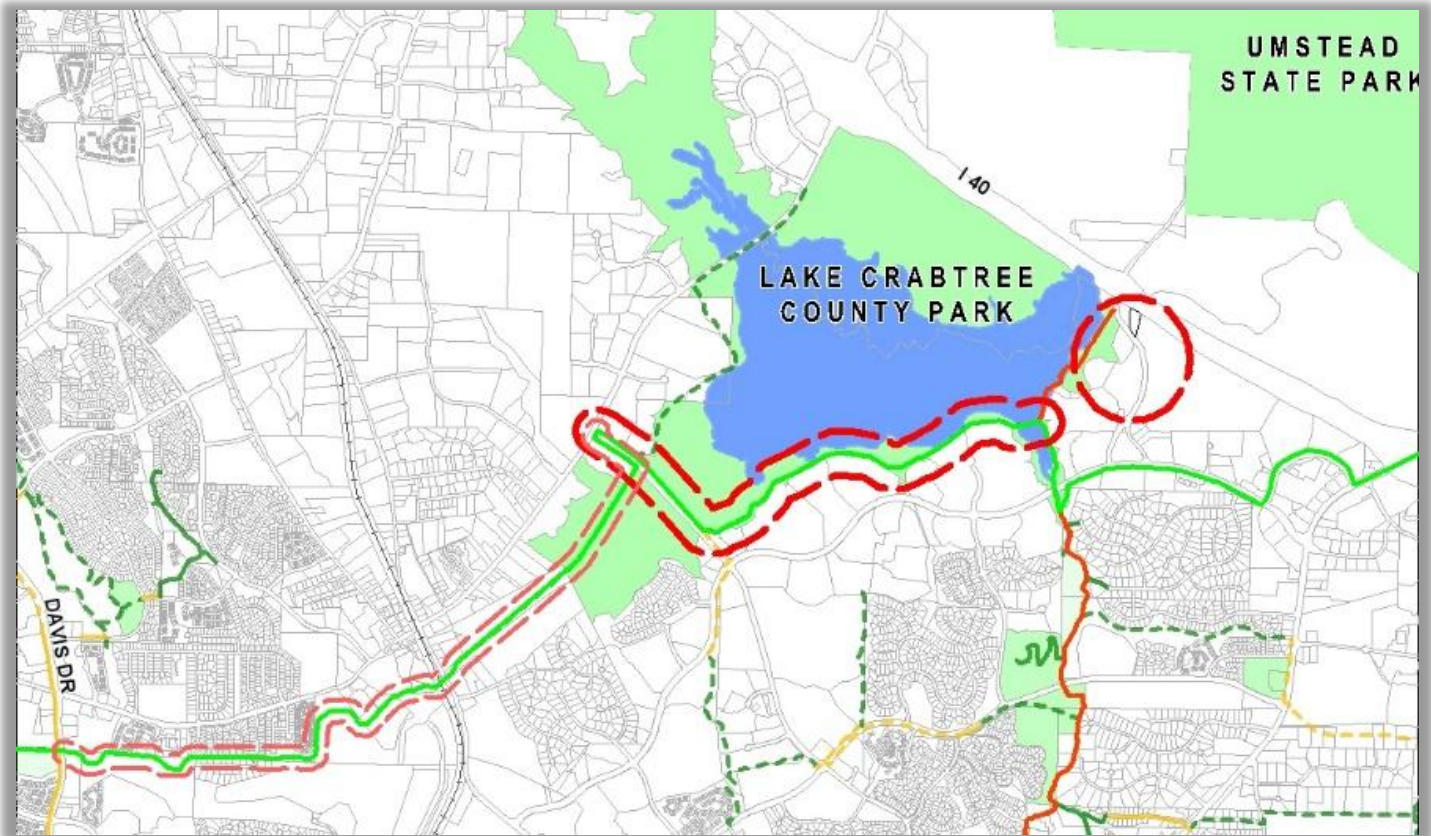 UMSTEAD
STATE PARK
I 40
LAKE CRABTREE
COUNTY PARK
DAVIS DR